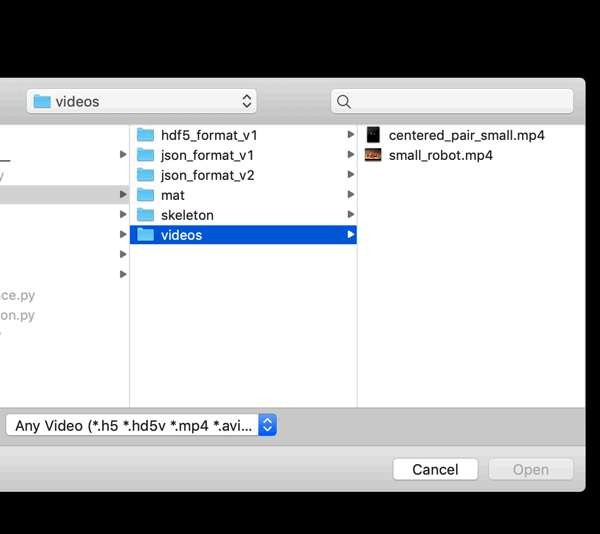 videos
hdf5_format_v1
json_format_v1
json_format_v2
mat
skeleton
videos
centered_pair_small.mp4
small_robot.mp4
ce.py
on.py
Any Video (*.h5 *.hd5v *.mp4 *.avi...
Cancel
Open